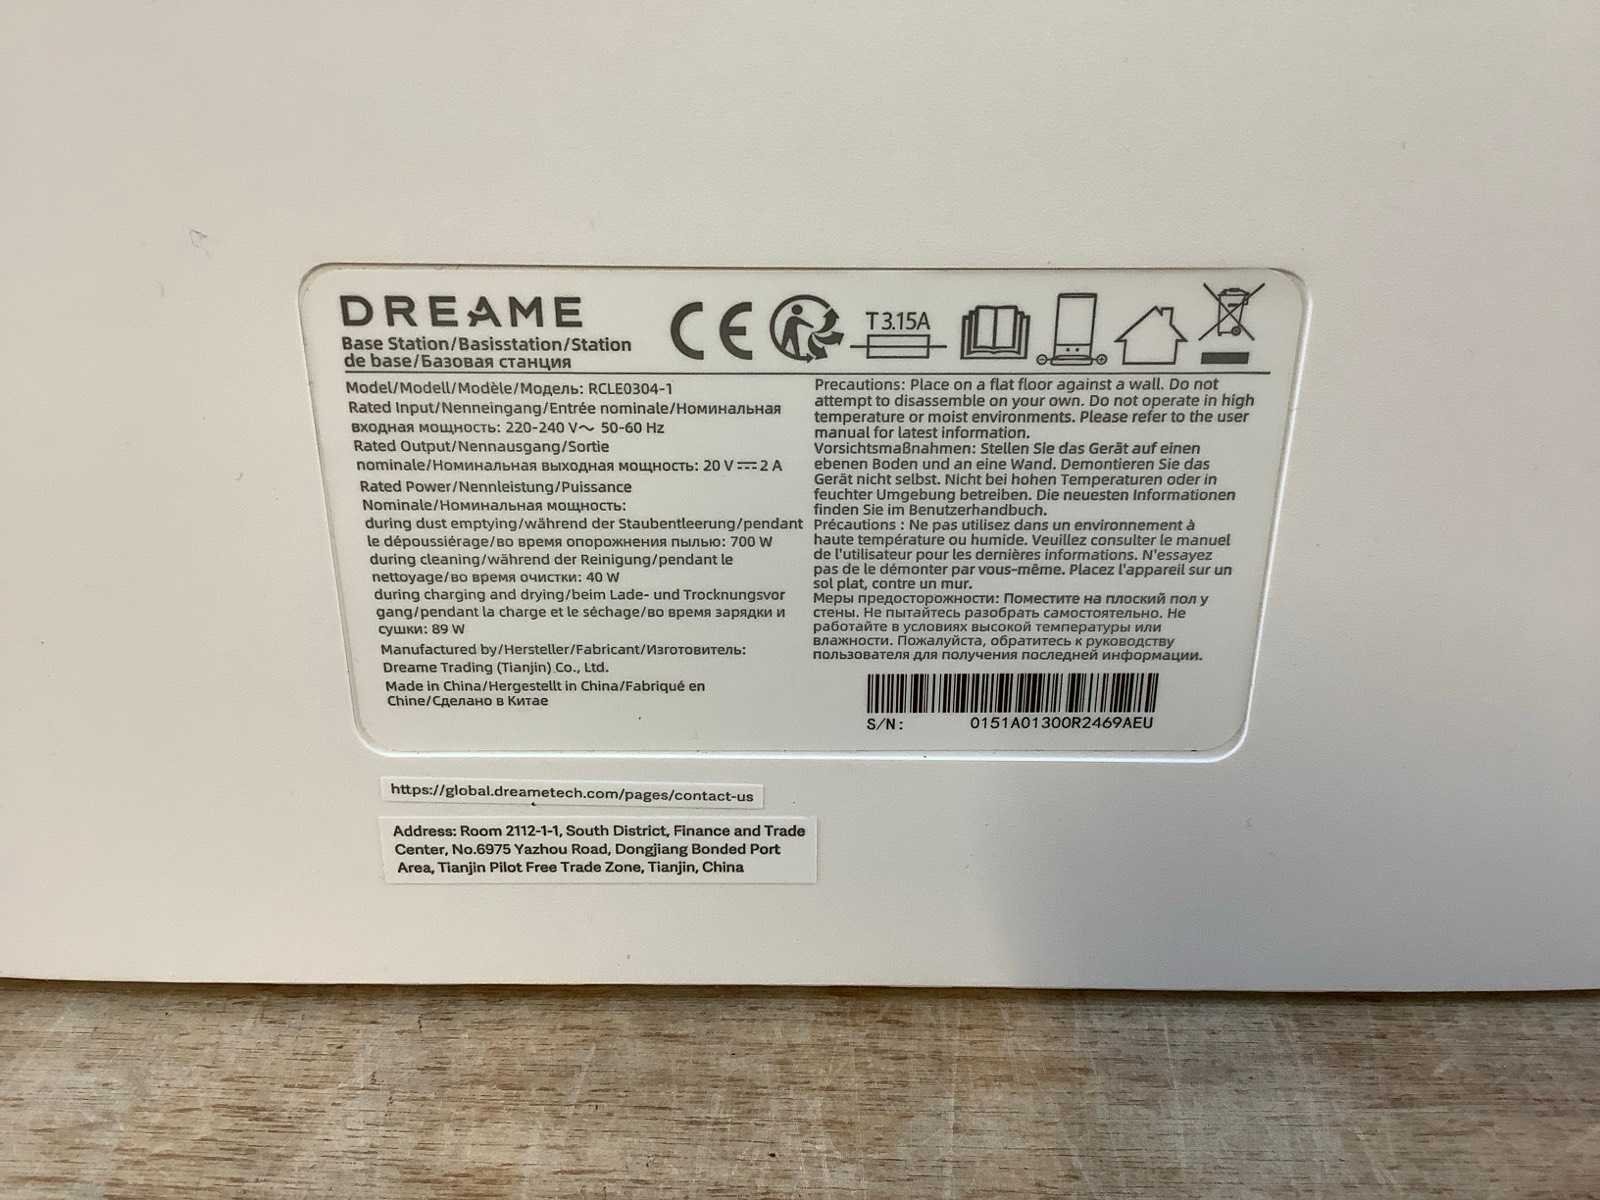 DREAME
Base Station/Basisstation/Station
de base/Базовая станция
T 3.15A
Model/Modell/Modèle/Модель: RCLE0304-1
Rated Input/Nenneingang/Entrée nominale/Номинальная
входная мощность: 220-240 V～ 50-60 Hz
Rated Output/Nennausgang/Sortie
nominale/Номинальная выходная мощность: 20 V⎓2 A
Rated Power/Nennleistung/Puissance
Nominale/Номинальная мощность:
during dust emptying/während der Staubentleerung/pendant
le dépoussiérage/во время опорожнения пылью: 700 W
during cleaning/während der Reinigung/pendant le
nettoyage/во время очистки: 40 W
during charging and drying/beim Lade- und Trocknungsvor
gang/pendant la charge et le séchage/во время зарядки и
сушки: 89 W
Manufactured by/Hersteller/Fabricant/Изготовитель:
Dreame Trading (Tianjin) Co., Ltd.
Made in China/Hergestellt in China/Fabriqué en
Chine/Сделано в Китае
Precautions: Place on a flat floor against a wall. Do not
attempt to disassemble on your own. Do not operate in high
temperature or moist environments. Please refer to the user
manual for latest information.
Vorsichtsmaßnahmen: Stellen Sie das Gerät auf einen
ebenen Boden und an eine Wand. Demontieren Sie das
Gerät nicht selbst. Nicht bei hohen Temperaturen oder in
feuchter Umgebung betreiben. Die neuesten Informationen
finden Sie im Benutzerhandbuch.
Précautions : Ne pas utilisez dans un environnement à
haute température ou humide. Veuillez consulter le manuel
de l'utilisateur pour les dernières informations. N'essayez
pas de le démonter par vous-même. Placez l'appareil sur un
sol plat, contre un mur.
Меры предосторожности: Поместите на плоский пол у
стены. Не пытайтесь разобрать самостоятельно. Не
работайте в условиях высокой температуры или
влажности. Пожалуйста, обратитесь к руководству
пользователя для получения последней информации.
S/N: 0151A01300R2469AEU
https://global.dreametech.com/pages/contact-us
Address: Room 2112-1-1, South District, Finance and Trade
Center, No.6975 Yazhou Road, Dongjiang Bonded Port
Area, Tianjin Pilot Free Trade Zone, Tianjin, China